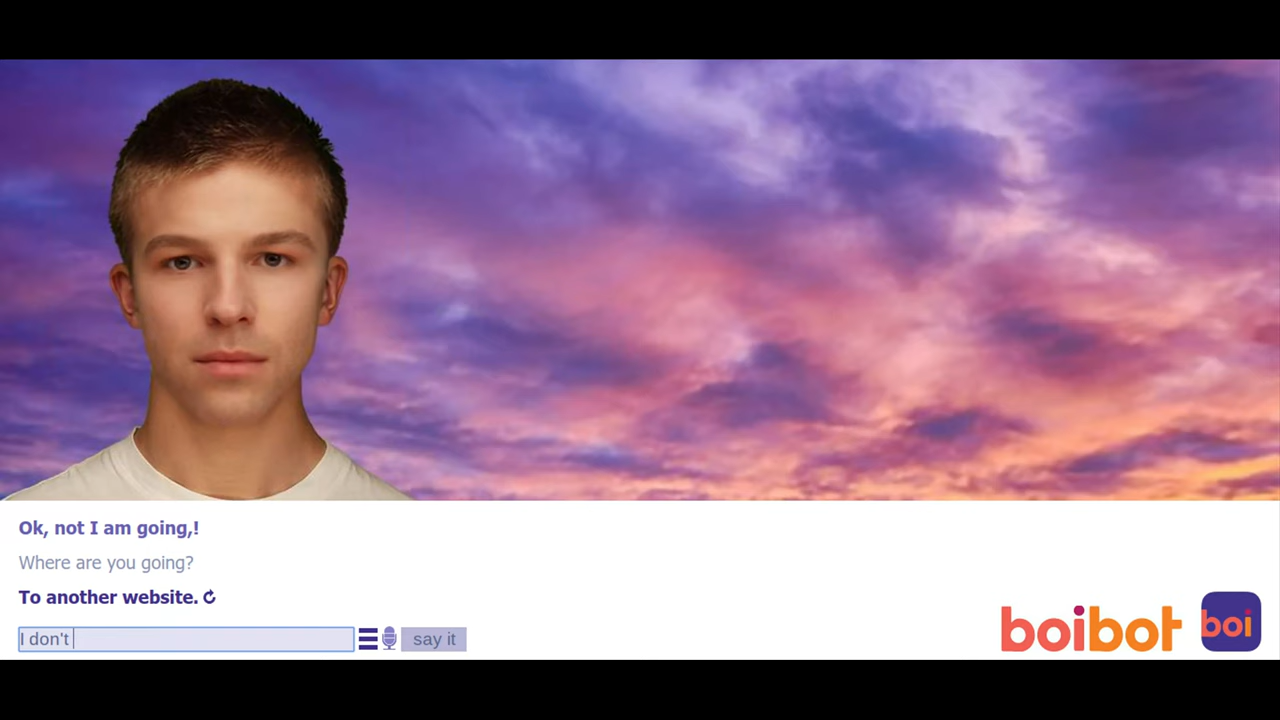 Ok, not I am going,!
Where are you going?
To another website.
I don't
say it
boibot
boi